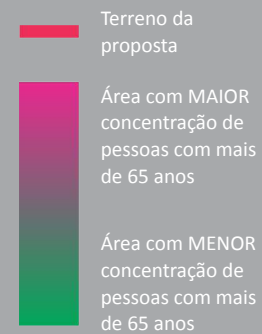 Terreno da
proposta
Área com MAIOR
concentração de
pessoas com mais
de 65 anos
Área com MENOR
concentração de
pessoas com mais
de 65 anos